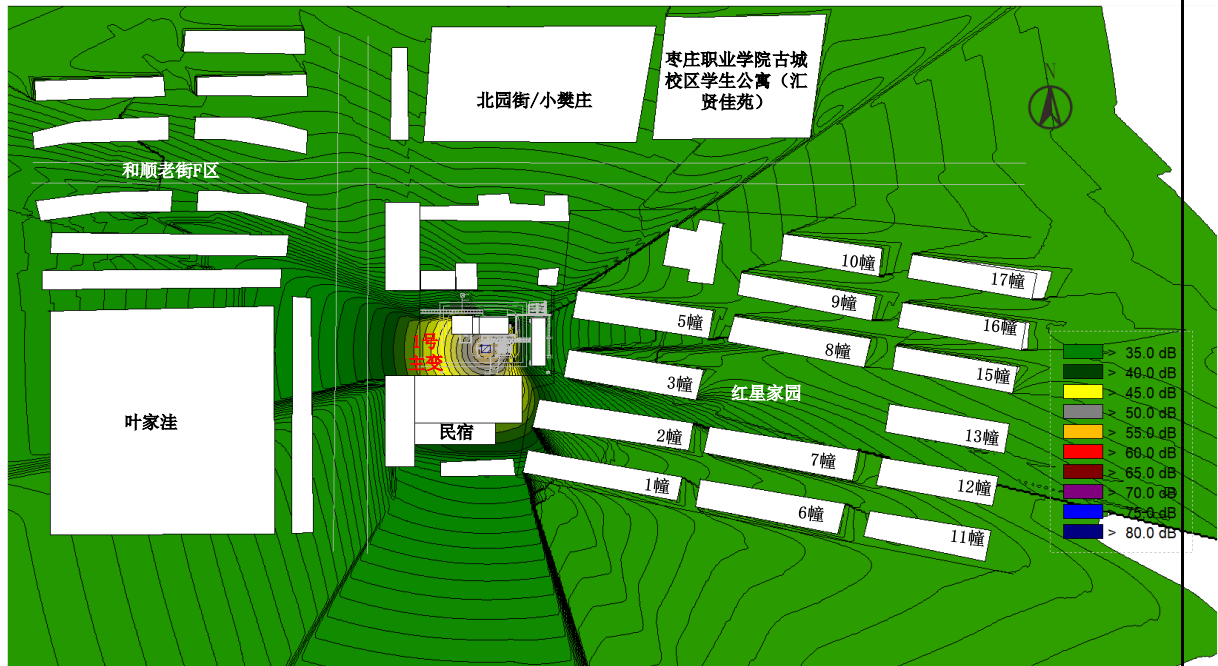 枣庄职业学院古城
校区学生公寓（汇
贤佳苑）
北园街/小樊庄
N
和顺老街F区
10幢
17幢
9幢
16幢
5幢
8幢
1号
主变
15幢
3幢
红星家园
叶家洼
民宿
2幢
13幢
7幢
12幢
1幢
6幢
11幢
> 35.0 dB
> 40.0 dB
> 45.0 dB
> 50.0 dB
> 55.0 dB
> 60.0 dB
> 65.0 dB
> 70.0 dB
> 75.0 dB
> 80.0 dB